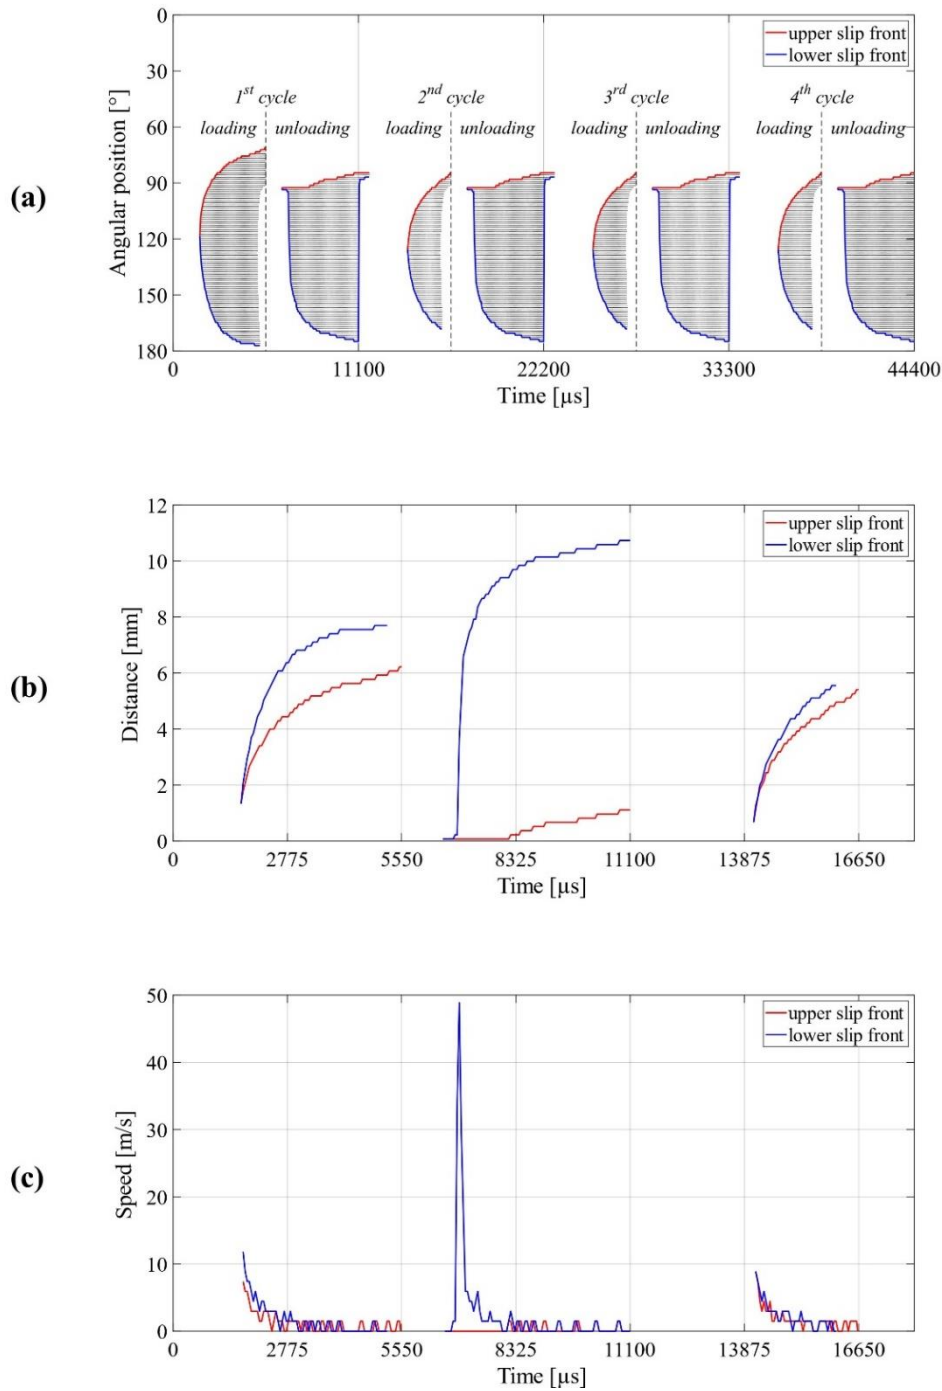 (a)
Angular position [°]
0
30
60
90
120
150
180
upper slip front
lower slip front
1st cycle
2nd cycle
3rd cycle
4th cycle
loading unloading loading unloading loading unloading loading unloading
0 11100 22200 33300 44400
Time [µs]
(b)
Distance [mm]
12
10
8
6
4
2
0
upper slip front
lower slip front
0 2775 5550 8325 11100 13875 16650
Time [µs]
(c)
Speed [m/s]
50
40
30
20
10
0
upper slip front
lower slip front
0 2775 5550 8325 11100 13875 16650
Time [µs]